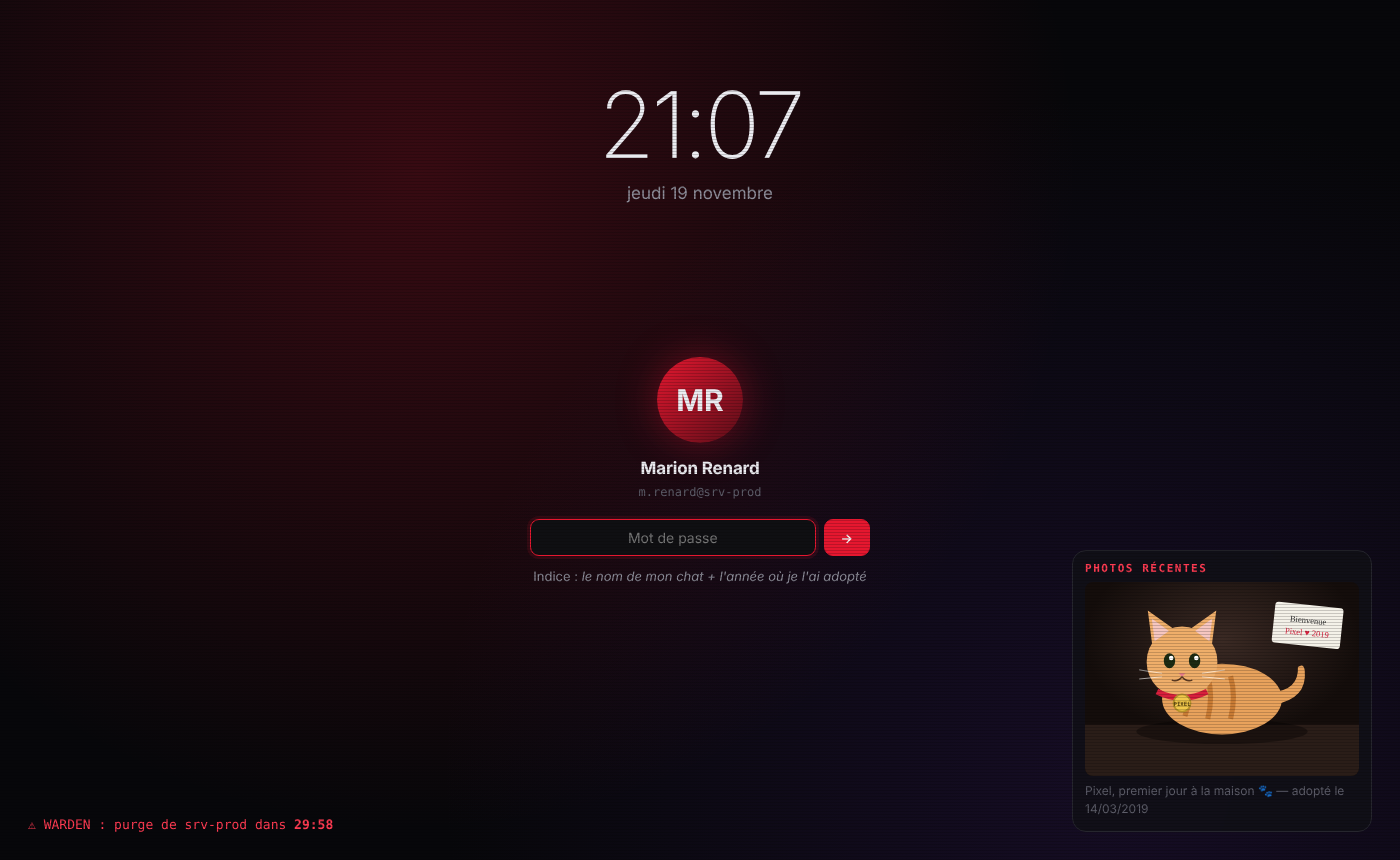 21:07
jeudi 19 novembre
MR
Marion Renard
m.renard@srv-prod
Mot de passe
→
Indice : le nom de mon chat + l'année où je l'ai adopté
PHOTOS RÉCENTES
Bienvenue
Pixel ♥ 2019
PIXEL
Pixel, premier jour à la maison 🐾 — adopté le
14/03/2019
⚠ WARDEN : purge de srv-prod dans 29:58